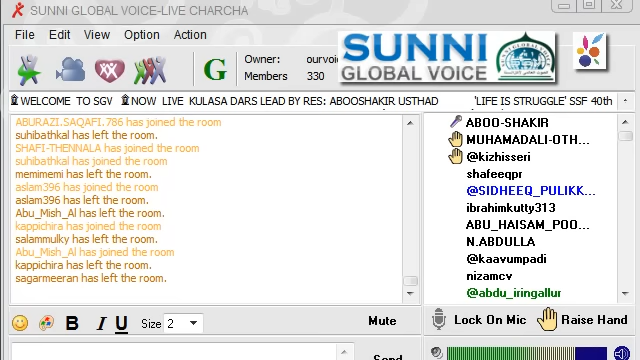 SUNNI GLOBAL VOICE-LIVE CHARCHA
File Edit View Option Action
G
Owner: ourvoi
Members 330
SUNNI
GLOBAL VOICE
WELCOME TO SGV NOW LIVE KULASA DARS LEAD BY RES: ABOOSHAKIR USTHAD 'LIFE IS STRUGGLE' SSF 40th
ABURAZI.SAQAFI.786 has joined the room
suhibathkal has left the room.
SHAFI-THENNALA has joined the room
suhibathkal has joined the room
memimemi has left the room.
aslam396 has joined the room
aslam396 has left the room.
Abu_Mish_Al has left the room.
kappichira has joined the room
salammulky has left the room.
Abu_Mish_Al has joined the room
kappichira has left the room.
sagarmeeran has left the room.
ABOO-SHAKIR
MUHAMADALI-OTH...
@kizhisseri
shafeeqpr
@SIDHEEQ_PULIKK...
ibrahimkutty313
ABU_HAISAM_POO...
N.ABDULLA
@kaavumpadi
nizamcv
@abdu_iringallur
B I U Size 2 Mute
Lock On Mic Raise Hand
Send